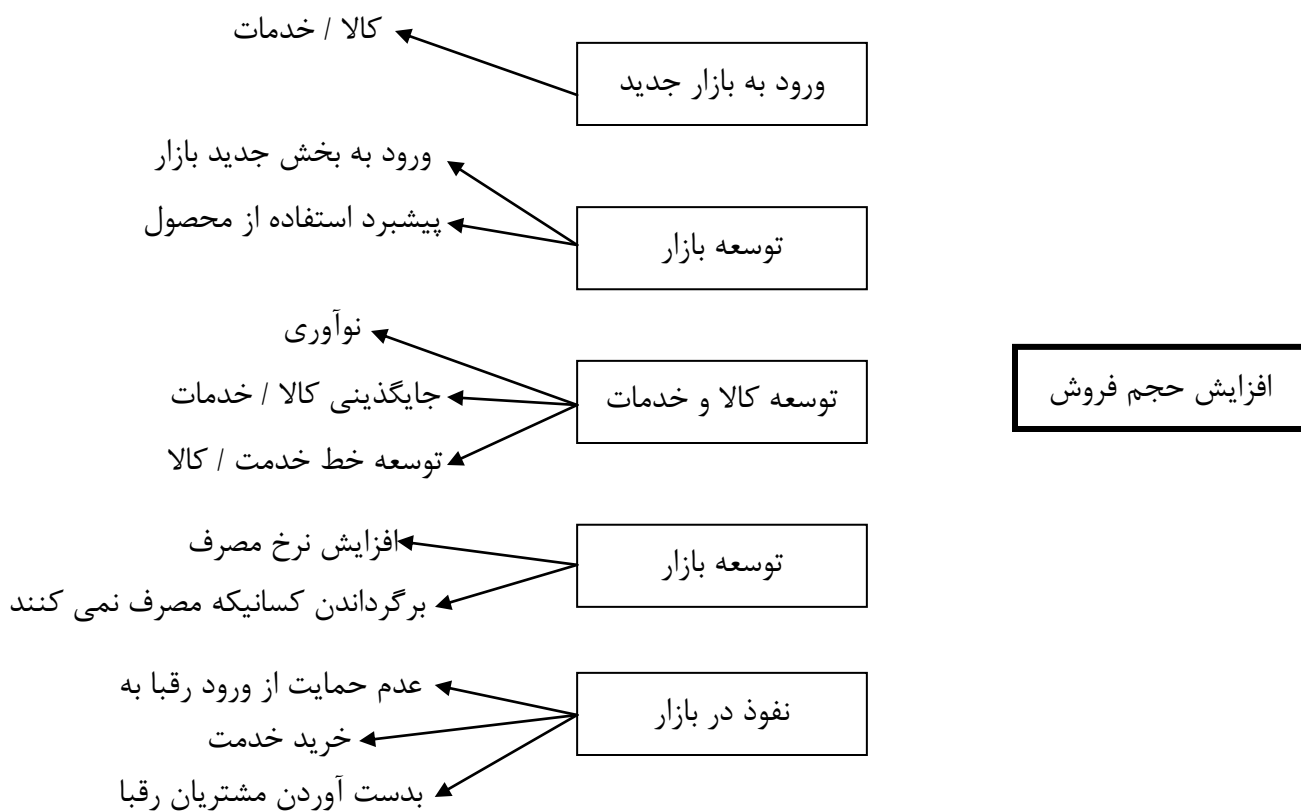 کالا / خدمات
ورود به بازار جدید
ورود به بخش جدید بازار
پیشبرد استفاده از محصول
توسعه بازار
نوآوری
جایگذینی کالا / خدمات
توسعه کالا و خدمات
افزایش حجم فروش
توسعه خط خدمت / کالا
افزایش نرخ مصرف
توسعه بازار
برگرداندن کسانیکه مصرف نمی کنند
عدم حمایت از ورود رقبا به
نفوذ در بازار
خرید خدمت
بدست آوردن مشتریان رقبا